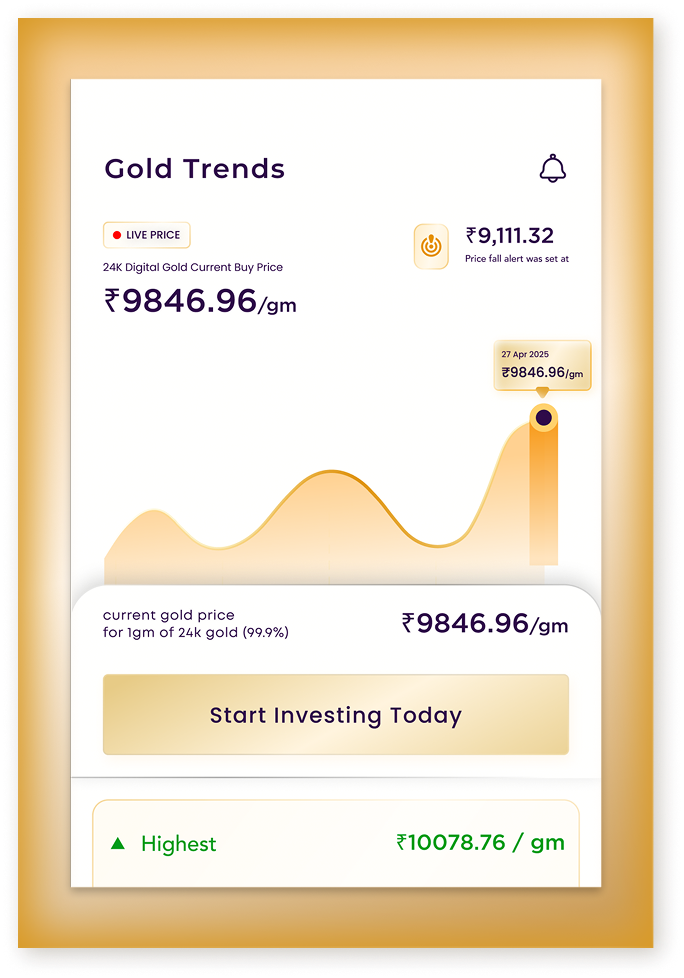 Gold Trends
LIVE PRICE
24K Digital Gold Current Buy Price
₹9846.96/gm
₹9,111.32
Price fall alert was set at
27 Apr 2025
₹9846.96/gm
current gold price
for 1gm of 24k gold (99.9%)
₹9846.96/gm
Start Investing Today
Highest
₹10078.76 / gm